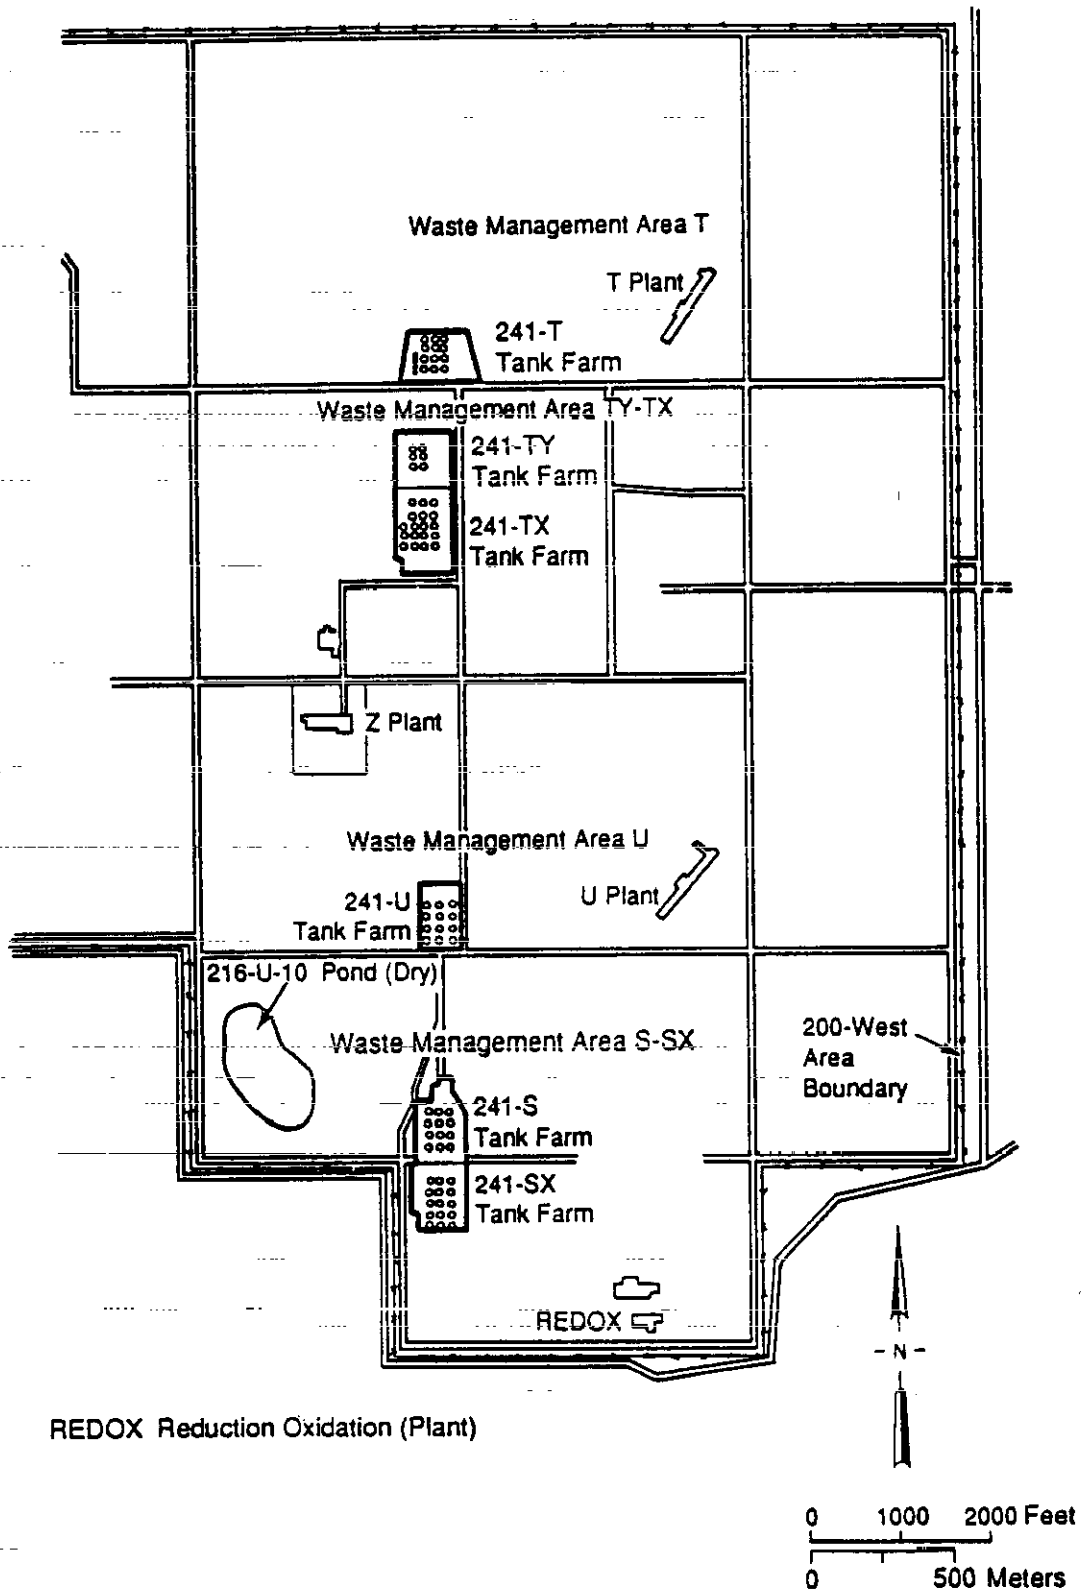 Waste Management Area T
T Plant
241-T
Tank Farm
Waste Management Area TY-TX
241-TY
Tank Farm
241-TX
Tank Farm
Z Plant
Waste Management Area U
U Plant
241-U
Tank Farm
216-U-10 Pond (Dry)
Waste Management Area S-SX
200-West
Area
Boundary
241-S
Tank Farm
241-SX
Tank Farm
REDOX
- N -
REDOX Reduction Oxidation (Plant)
0 1000 2000 Feet
0 500 Meters